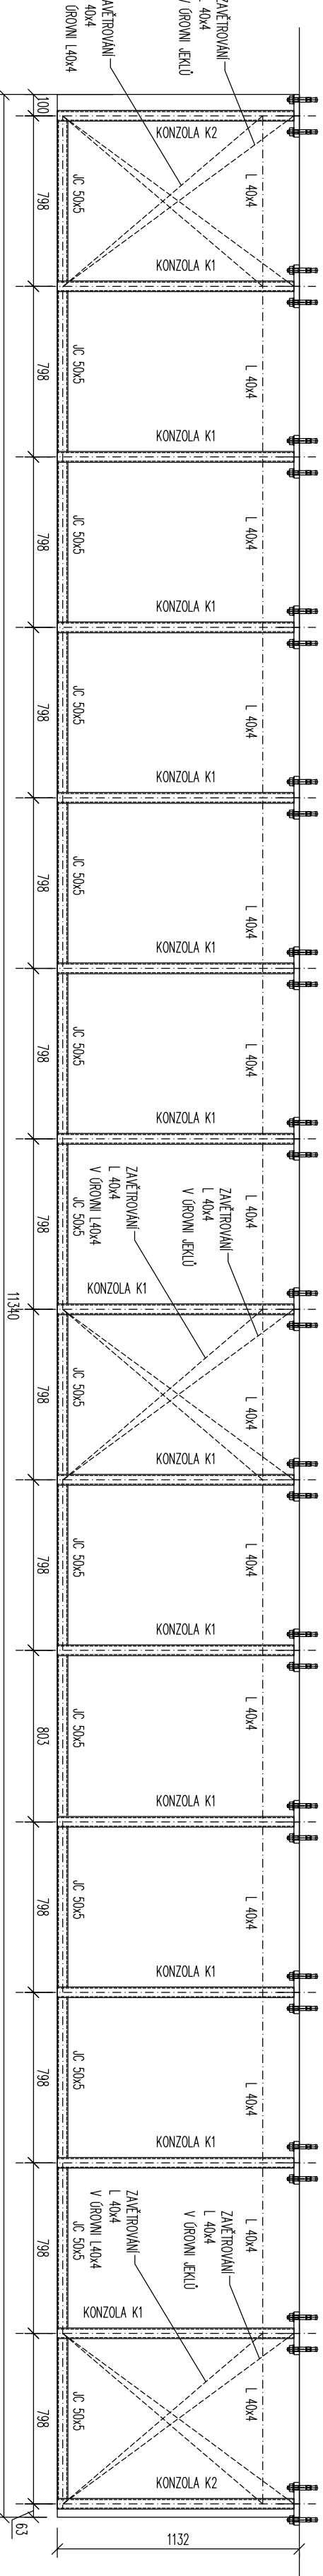 ZAVĚTROVÁNÍ
L 40x4
V ÚROVNI JEKLŮ
ZAVĚTROVÁNÍ
L 40x4
V ÚROVNI L40x4
100
KONZOLA K2
L 40x4
JC 50x5
798
KONZOLA K1
L 40x4
JC 50x5
798
KONZOLA K1
L 40x4
JC 50x5
798
KONZOLA K1
L 40x4
JC 50x5
798
KONZOLA K1
L 40x4
JC 50x5
798
KONZOLA K1
L 40x4
JC 50x5
798
KONZOLA K1
L 40x4
ZAVĚTROVÁNÍ
L 40x4
V ÚROVNI JEKLŮ
ZAVĚTROVÁNÍ
L 40x4
V ÚROVNI L40x4
JC 50x5
798
KONZOLA K1
11340
L 40x4
JC 50x5
798
KONZOLA K1
L 40x4
JC 50x5
798
KONZOLA K1
L 40x4
JC 50x5
803
KONZOLA K1
L 40x4
JC 50x5
798
KONZOLA K1
L 40x4
JC 50x5
798
KONZOLA K1
L 40x4
ZAVĚTROVÁNÍ
L 40x4
V ÚROVNI JEKLŮ
ZAVĚTROVÁNÍ
L 40x4
V ÚROVNI L40x4
JC 50x5
798
KONZOLA K1
L 40x4
JC 50x5
798
KONZOLA K2
63
1132